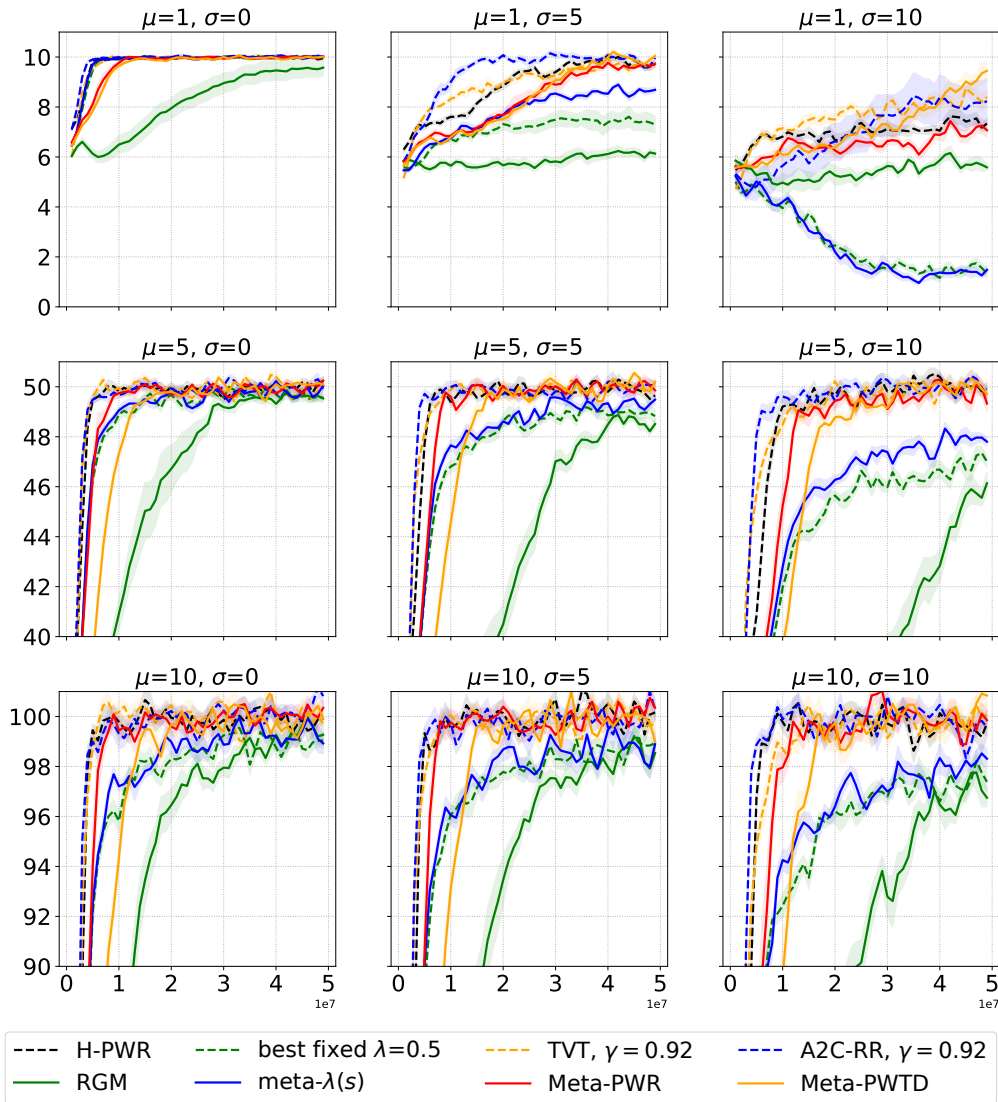 μ=1, σ=0
μ=1, σ=5
μ=1, σ=10
10
8
6
4
2
0
μ=5, σ=0
μ=5, σ=5
μ=5, σ=10
50
48
46
44
42
40
μ=10, σ=0
μ=10, σ=5
μ=10, σ=10
100
98
96
94
92
90
0 1 2 3 4 5
1e7
0 1 2 3 4 5
1e7
0 1 2 3 4 5
1e7
H-PWR best fixed λ=0.5 TVT, γ = 0.92 A2C-RR, γ = 0.92
RGM meta-λ(s) Meta-PWR Meta-PWTD